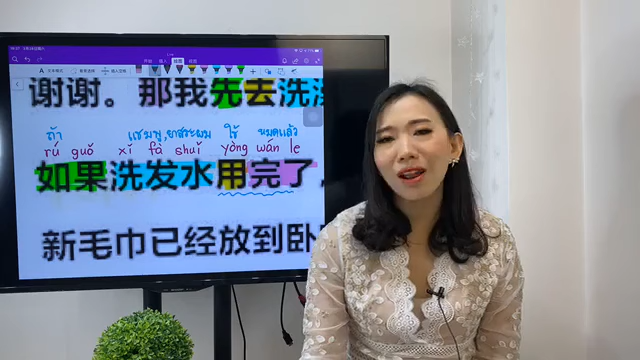 谢谢。那我先去洗澡
ถ้า แชมพู,ยาสระผม ใช้ หมดแล้ว
rú guǒ xǐ fà shuǐ yòng wán le
如果洗发水用完了,
新毛巾已经放到卧